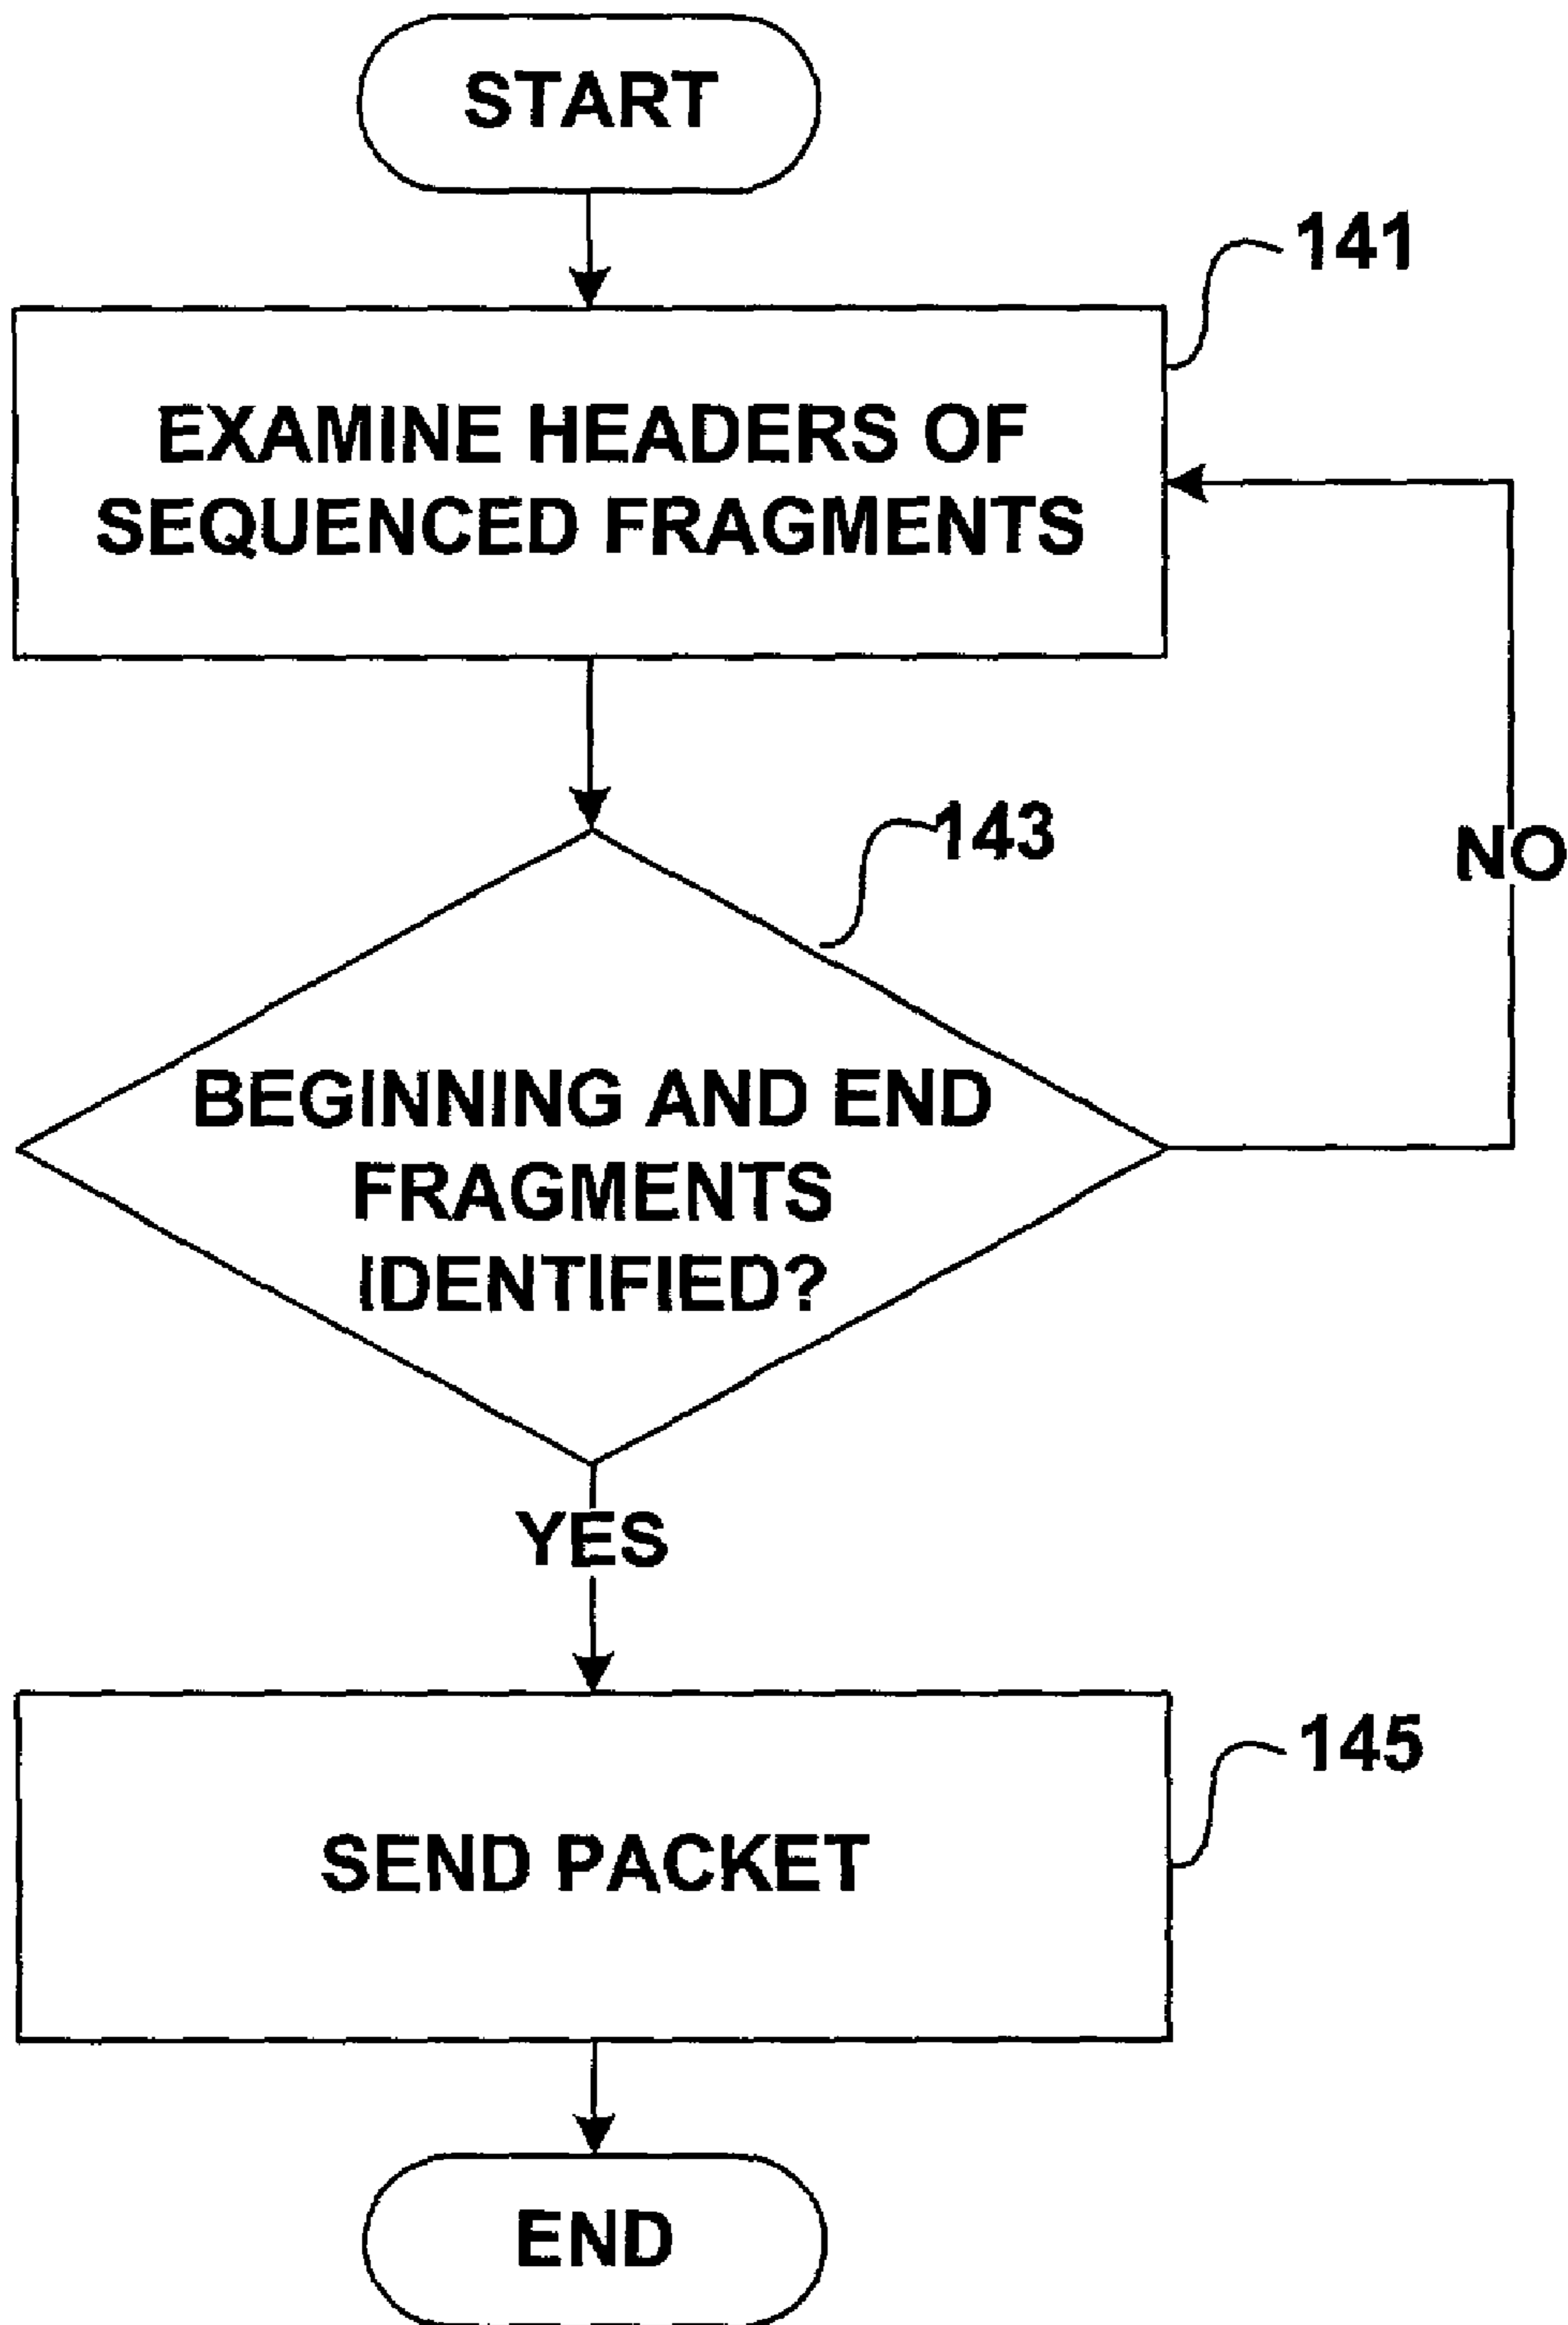 START
141
EXAMINE HEADERS OF
SEQUENCED FRAGMENTS
143
NO
BEGINNING AND END
FRAGMENTS
IDENTIFIED?
YES
145
SEND PACKET
END